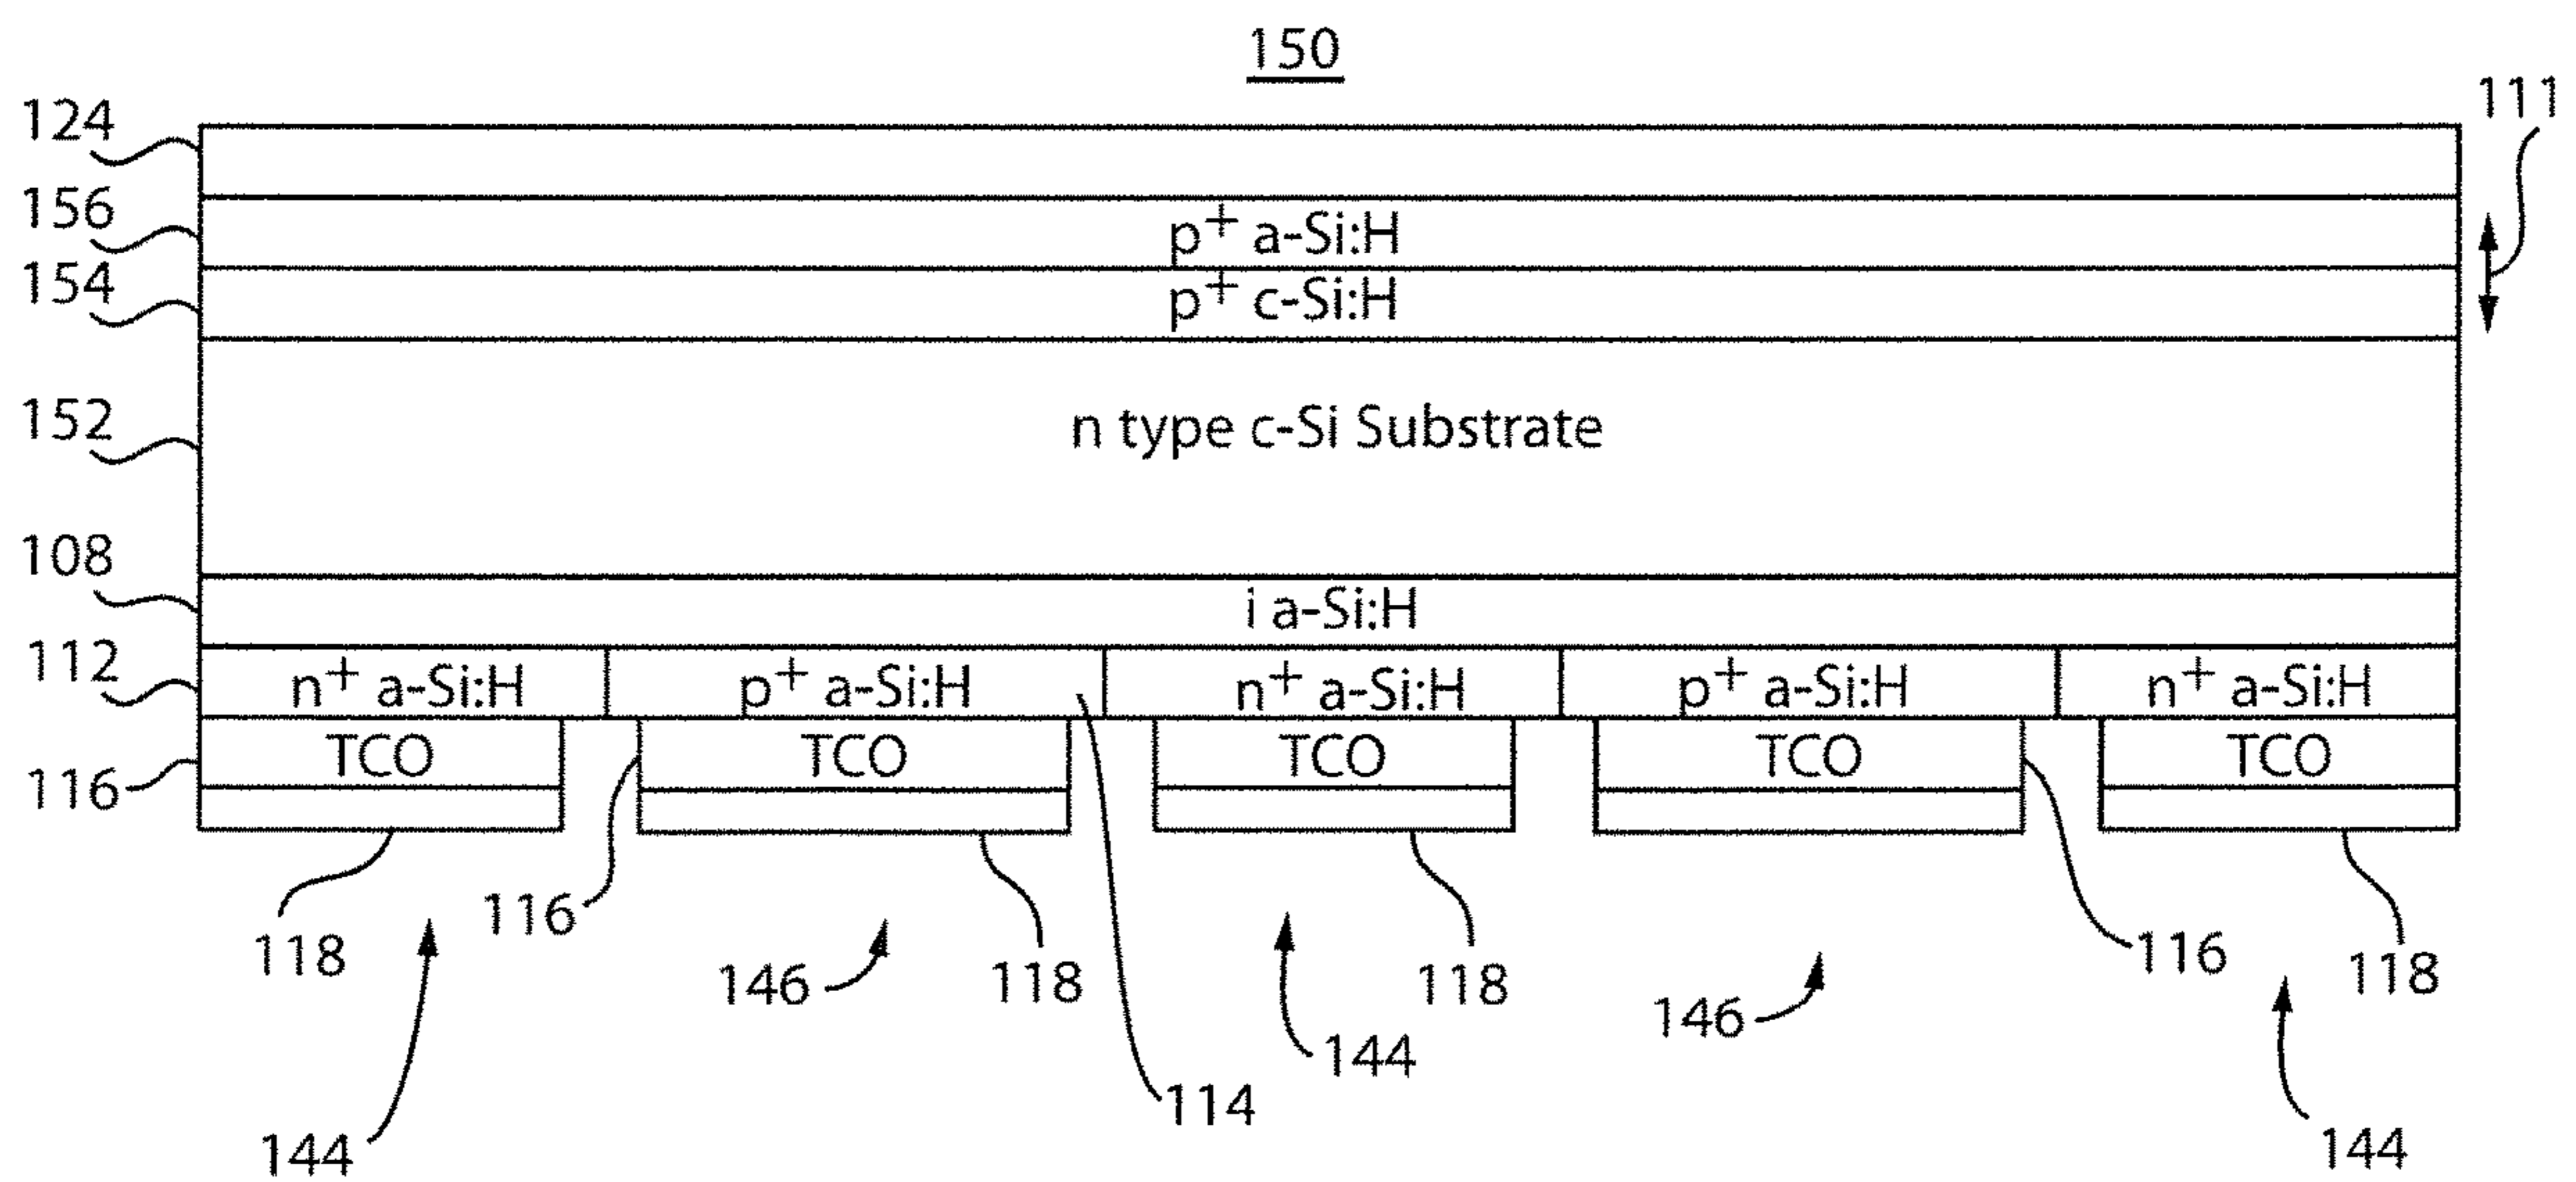 150
124
111
156
p+ a-Si:H
154
p+ c-Si:H
152
n type c-Si Substrate
108
i a-Si:H
112
n+ a-Si:H p+ a-Si:H n+ a-Si:H p+ a-Si:H n+ a-Si:H
116
TCO TCO TCO TCO TCO
118 116 146 118 118 116 118
146
144 114 144 144